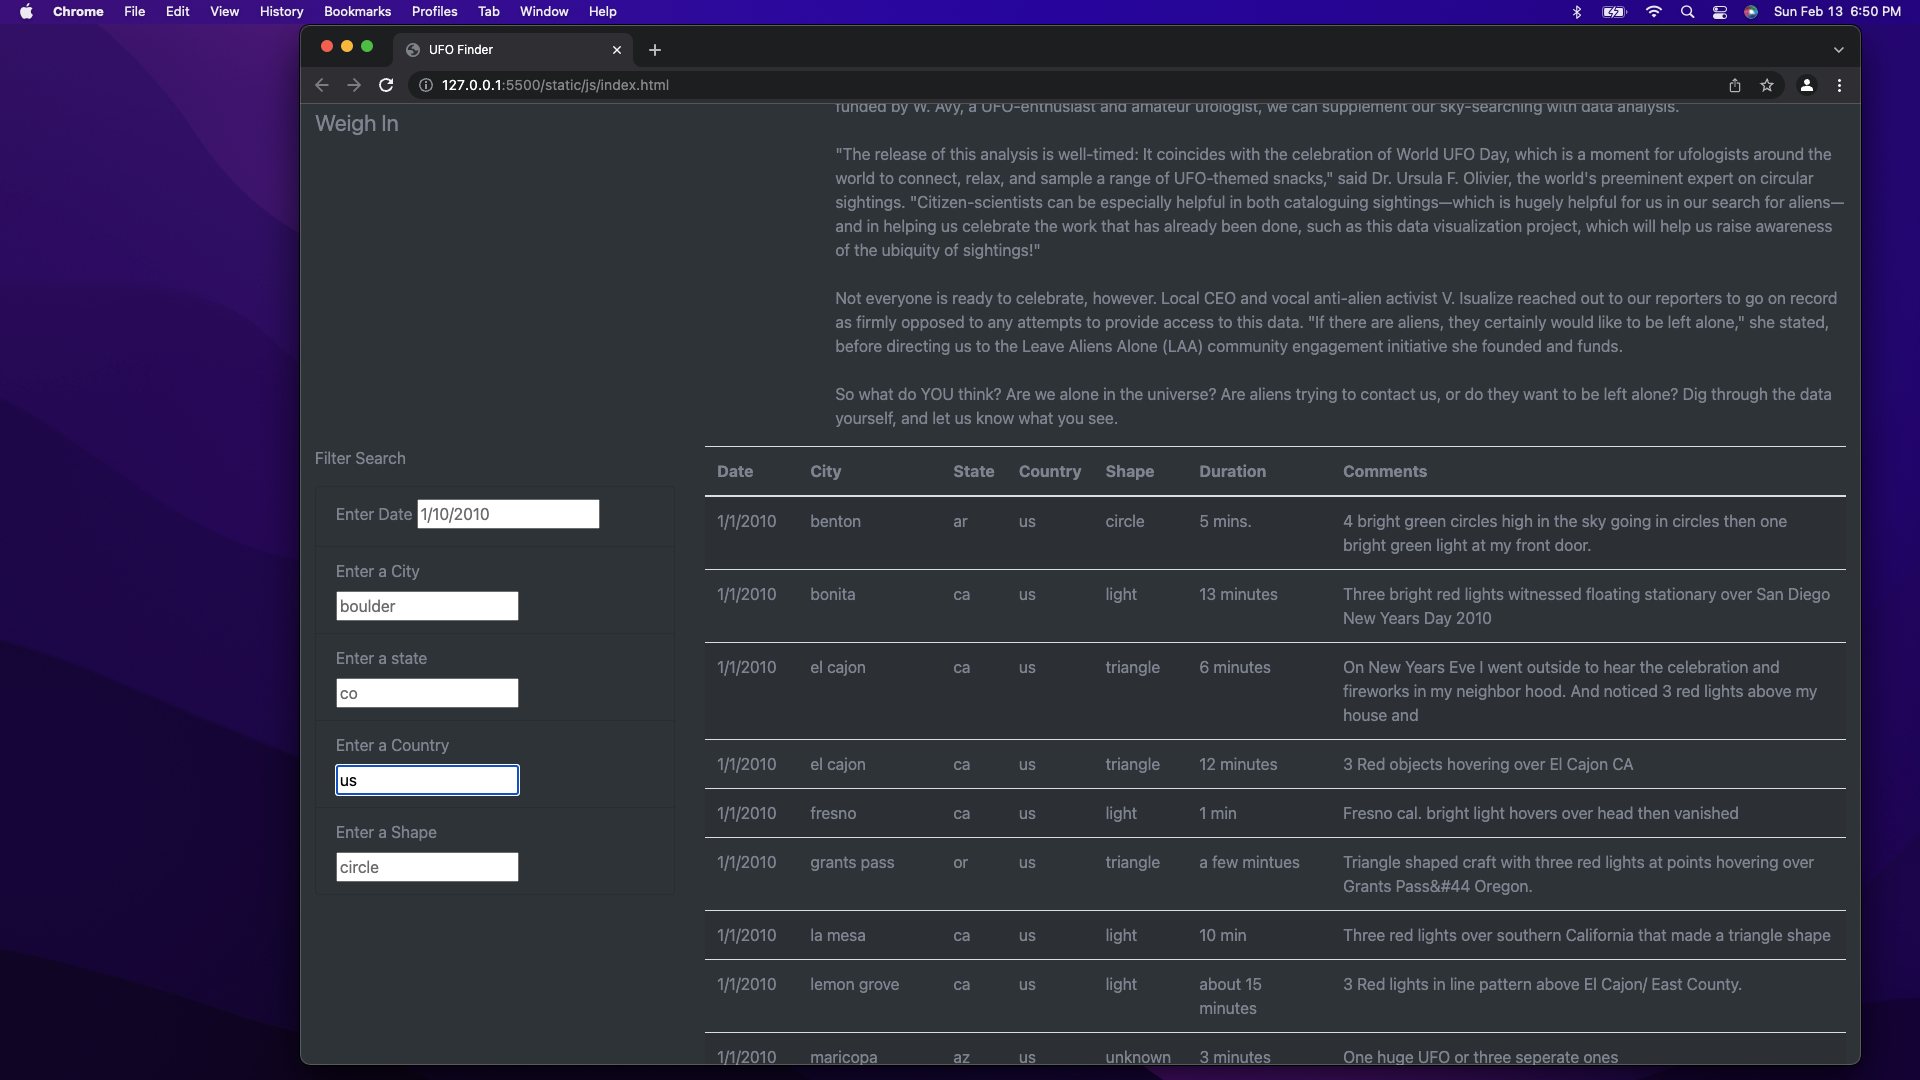 Chrome File Edit View History Bookmarks Profiles Tab Window Help Sun Feb 13 6:50 PM
UFO Finder
127.0.0.1:5500/static/js/index.html
Weigh In
funded by W. Avy, a UFO-enthusiast and amateur ufologist, we can supplement our sky-searching with data analysis.
"The release of this analysis is well-timed: It coincides with the celebration of World UFO Day, which is a moment for ufologists around the
world to connect, relax, and sample a range of UFO-themed snacks," said Dr. Ursula F. Olivier, the world's preeminent expert on circular
sightings. "Citizen-scientists can be especially helpful in both cataloguing sightings—which is hugely helpful for us in our search for aliens—
and in helping us celebrate the work that has already been done, such as this data visualization project, which will help us raise awareness
of the ubiquity of sightings!"
Not everyone is ready to celebrate, however. Local CEO and vocal anti-alien activist V. Isualize reached out to our reporters to go on record
as firmly opposed to any attempts to provide access to this data. "If there are aliens, they certainly would like to be left alone," she stated,
before directing us to the Leave Aliens Alone (LAA) community engagement initiative she founded and funds.
So what do YOU think? Are we alone in the universe? Are aliens trying to contact us, or do they want to be left alone? Dig through the data
yourself, and let us know what you see.
Filter Search
Enter Date 1/10/2010
Enter a City
boulder
Enter a state
co
Enter a Country
us
Enter a Shape
circle
Date City State Country Shape Duration Comments
1/1/2010 benton ar us circle 5 mins. 4 bright green circles high in the sky going in circles then one
bright green light at my front door.
1/1/2010 bonita ca us light 13 minutes Three bright red lights witnessed floating stationary over San Diego
New Years Day 2010
1/1/2010 el cajon ca us triangle 6 minutes On New Years Eve I went outside to hear the celebration and
fireworks in my neighbor hood. And noticed 3 red lights above my
house and
1/1/2010 el cajon ca us triangle 12 minutes 3 Red objects hovering over El Cajon CA
1/1/2010 fresno ca us light 1 min Fresno cal. bright light hovers over head then vanished
1/1/2010 grants pass or us triangle a few mintues Triangle shaped craft with three red lights at points hovering over
Grants Pass&#44 Oregon.
1/1/2010 la mesa ca us light 10 min Three red lights over southern California that made a triangle shape
1/1/2010 lemon grove ca us light about 15 3 Red lights in line pattern above El Cajon/ East County.
minutes
1/1/2010 maricopa az us unknown 3 minutes One huge UFO or three seperate ones